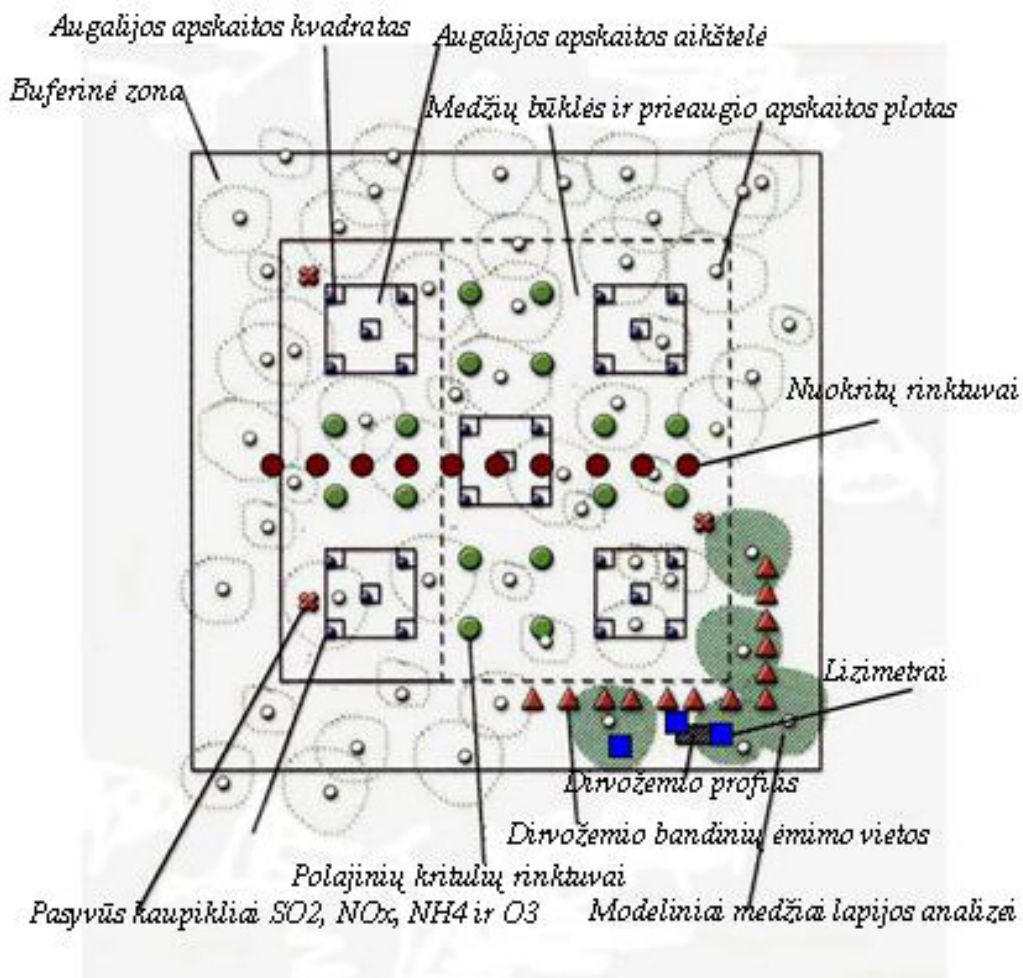 Augalijos apskaitos kvadratas
Augalijos apskaitos aikštelė
Buferinė zona
Medžių būklės ir prieaugio apskaitos plotas
Nuokritų rinktuvai
Lizimetrai
Dirvožemio profilis
Dirvožemio bandinių ėmimo vietos
Polajinių kritulių rinktuvai
Pasyvūs kaupikliai SO2, NOx, NH4 ir O3
Modeliniai medžiai lapijos analizei